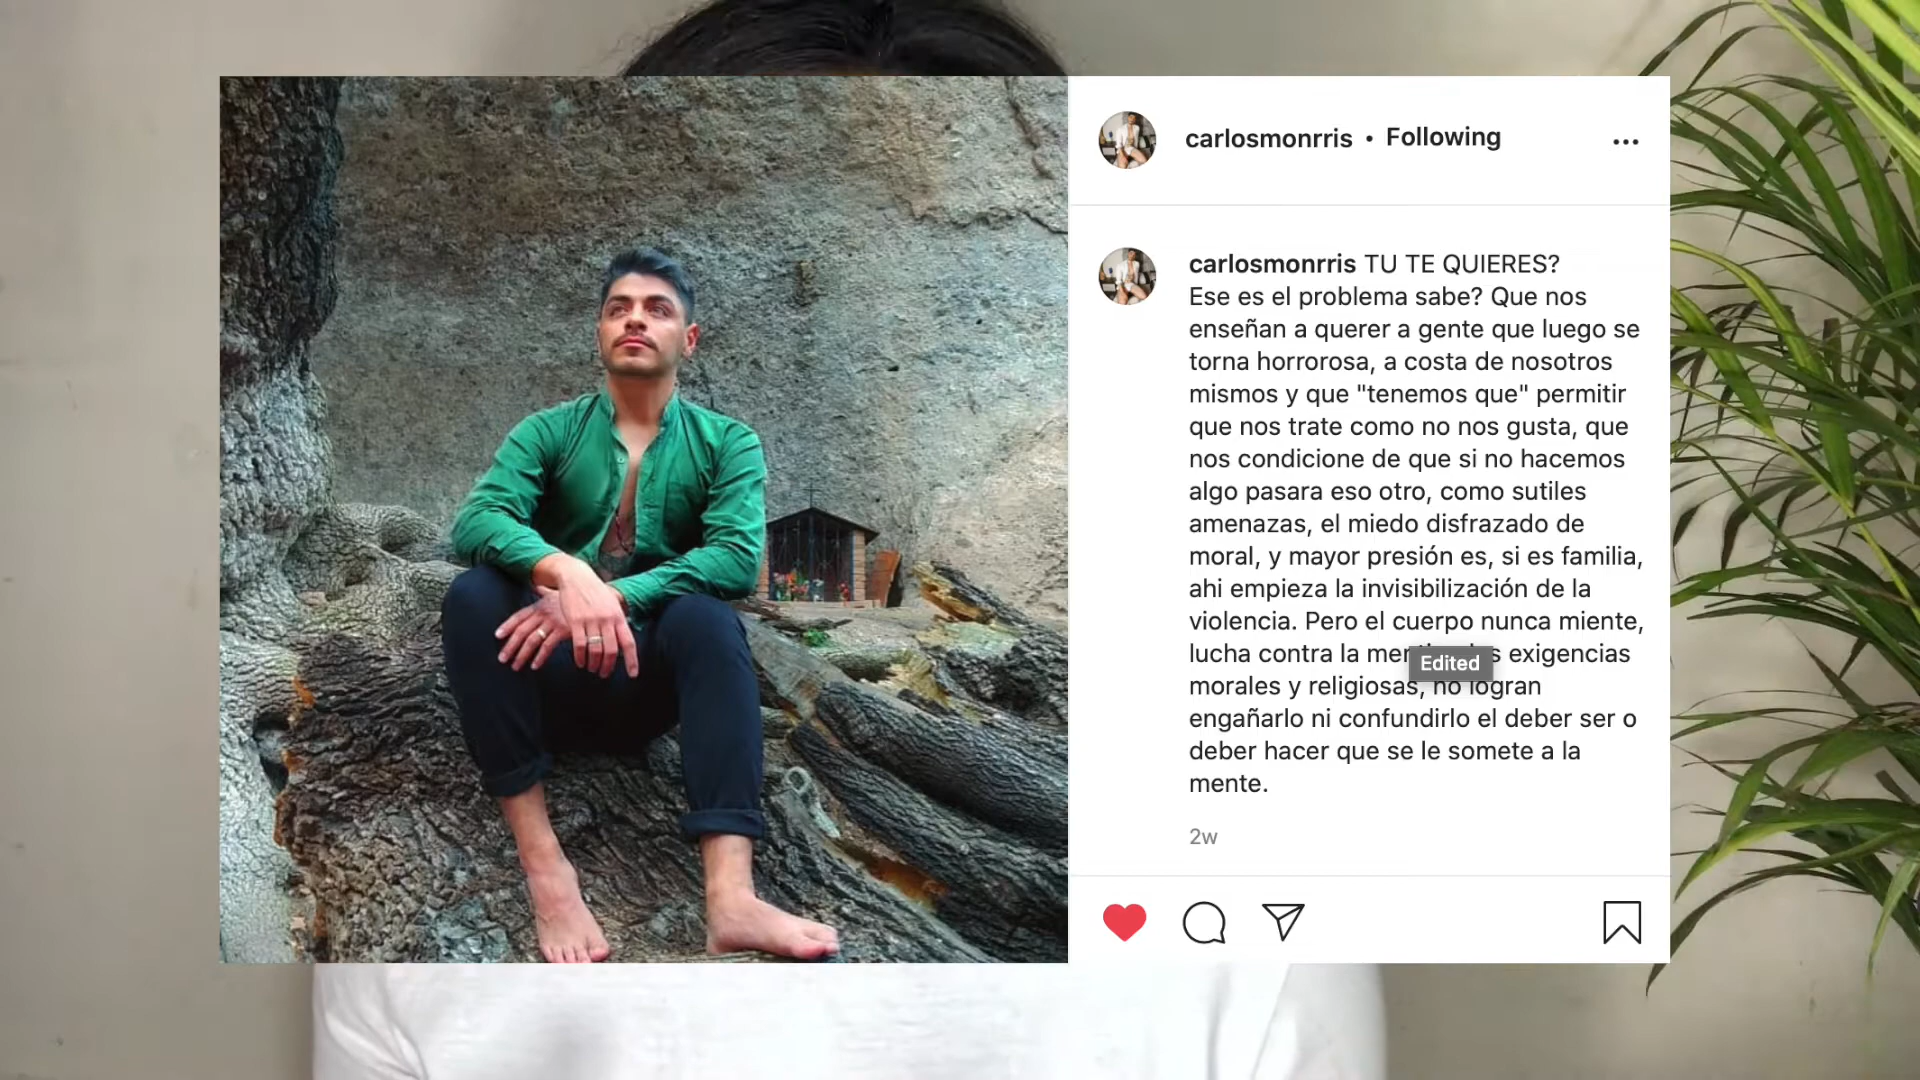 carlosmonrris • Following
carlosmonrris TU TE QUIERES?
Ese es el problema sabe? Que nos
enseñan a querer a gente que luego se
torna horrorosa, a costa de nosotros
mismos y que "tenemos que" permitir
que nos trate como no nos gusta, que
nos condicione de que si no hacemos
algo pasara eso otro, como sutiles
amenazas, el miedo disfrazado de
moral, y mayor presión es, si es familia,
ahi empieza la invisibilización de la
violencia. Pero el cuerpo nunca miente,
lucha contra la exigencias
Edited
morales y religiosas, no logran
engañarlo ni confundirlo el deber ser o
deber hacer que se le somete a la
mente.
2w